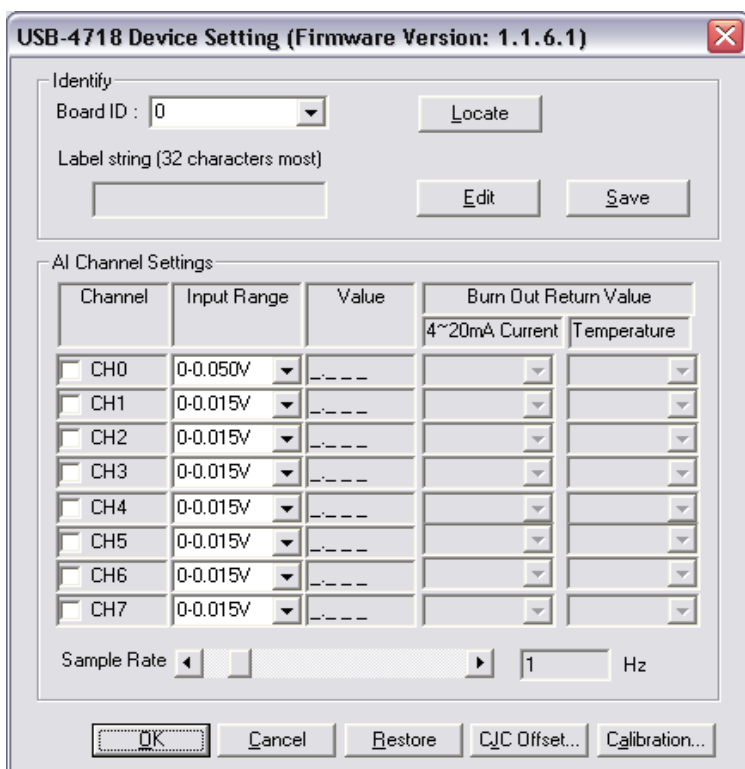 USB-4718 Device Setting (Firmware Version: 1.1.6.1)
Identify
Board ID : 0 Locate
Label string (32 characters most)
Edit Save
AI Channel Settings
Channel Input Range Value Burn Out Return Value
4~20mA Current Temperature
CH0 0-0.050V _._ _ _
CH1 0-0.015V _._ _ _
CH2 0-0.015V _._ _ _
CH3 0-0.015V _._ _ _
CH4 0-0.015V _._ _ _
CH5 0-0.015V _._ _ _
CH6 0-0.015V _._ _ _
CH7 0-0.015V _._ _ _
Sample Rate 1 Hz
OK Cancel Restore CJC Offset... Calibration...